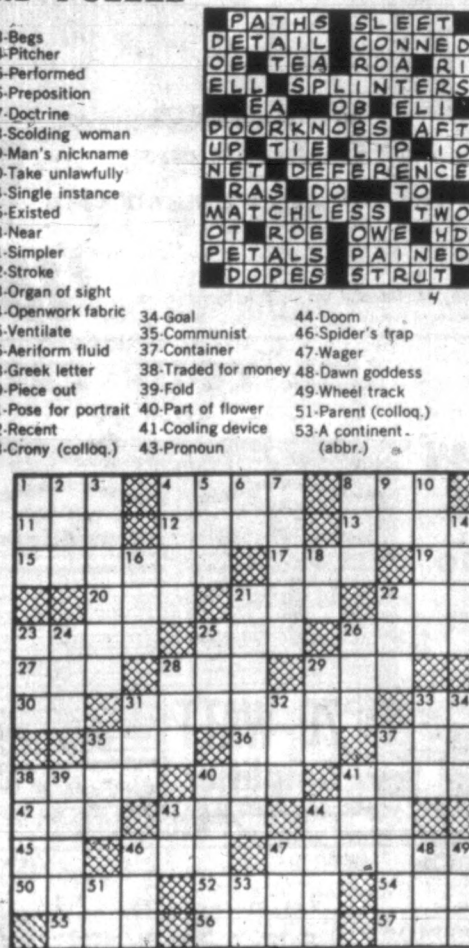 PATHS SLEET
DETAIL CONNED
OE TEA ROA RI
ELL SPLINTERS
EA OB ELI
DOORKNOBS AFT
UP TIE LIP IO
NET DEFERENCE
RAS DO TO
MATCHLESS TWO
OT ROE OWE HD
PETALS PAINED
DOPES STRUT
4
-Begs
-Pitcher
-Performed
-Preposition
-Doctrine
-Scolding woman
-Man's nickname
-Take unlawfully
-Single instance
-Existed
-Near
-Simpler
-Stroke
-Organ of sight
-Openwork fabric
-Ventilate
-Aeriform fluid
-Greek letter
-Piece out
-Pose for portrait
-Recent
-Crony (colloq.)
34-Goal
35-Communist
37-Container
38-Traded for money
39-Fold
40-Part of flower
41-Cooling device
43-Pronoun
44-Doom
46-Spider's trap
47-Wager
48-Dawn goddess
49-Wheel track
51-Parent (colloq.)
53-A continent
(abbr.)
1 2 3 4 5 6 7 8 9 10
11 12 13 14
15 16 17 18 19
20 21 22
23 24 25 26
27 28 29
30 31 32 33 34
35 36 37
38 39 40 41
42 43 44
45 46 47 48 49
50 51 52 53 54
55 56 57